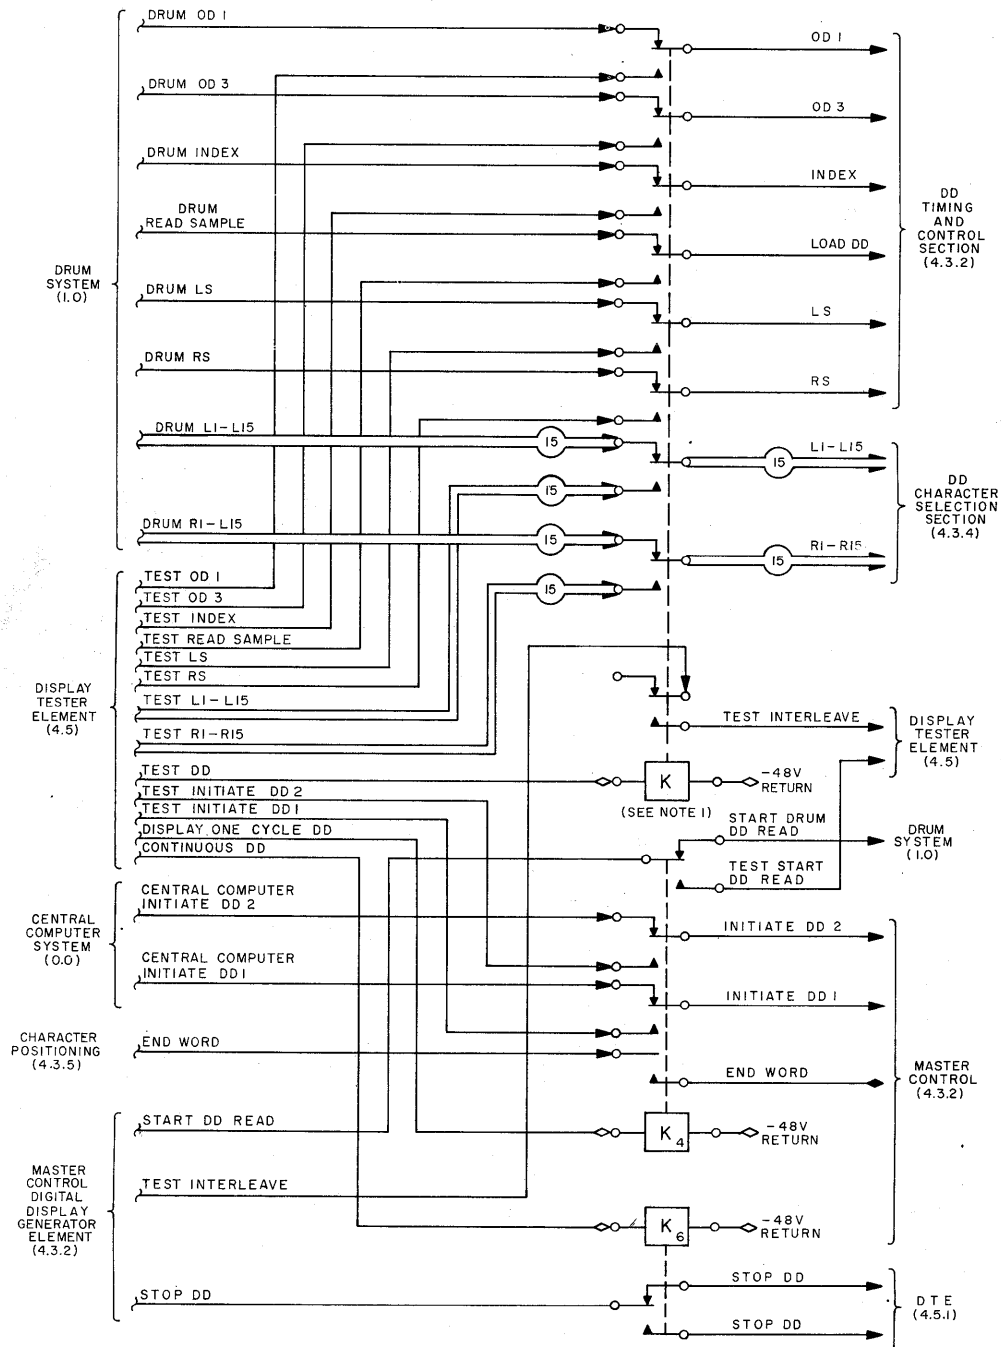 DRUM OD 1
OD 1
DRUM OD 3
OD 3
DRUM INDEX
INDEX
DRUM
READ SAMPLE
LOAD DD
DRUM LS
LS
DRUM RS
RS
DRUM
SYSTEM
(1.0)
DD
TIMING
AND
CONTROL
SECTION
(4.3.2)
DRUM L1-L15
15
15
L1-L15
15
DRUM R1-L15
15
15
R1-R15
15
DD
CHARACTER
SELECTION
SECTION
(4.3.4)
TEST OD 1
TEST OD 3
TEST INDEX
TEST READ SAMPLE
TEST LS
TEST RS
TEST L1-L15
TEST R1-R15
TEST DD
TEST INITIATE DD 2
TEST INITIATE DD 1
DISPLAY ONE CYCLE DD
CONTINUOUS DD
DISPLAY
TESTER
ELEMENT
(4.5)
TEST INTERLEAVE
DISPLAY
TESTER
ELEMENT
(4.5)
K
-48V
RETURN
(SEE NOTE 1)
START DRUM
DD READ
DRUM
SYSTEM
(1.0)
TEST START
DD READ
CENTRAL COMPUTER
INITIATE DD 2
INITIATE DD 2
CENTRAL
COMPUTER
SYSTEM
(0.0)
CENTRAL COMPUTER
INITIATE DD 1
INITIATE DD 1
CHARACTER
POSITIONING
(4.3.5)
END WORD
END WORD
MASTER
CONTROL
(4.3.2)
START DD READ
K4
-48V
RETURN
MASTER
CONTROL
DIGITAL
DISPLAY
GENERATOR
ELEMENT
(4.3.2)
TEST INTERLEAVE
K6
-48V
RETURN
STOP DD
STOP DD
STOP DD
DTE
(4.5.1)